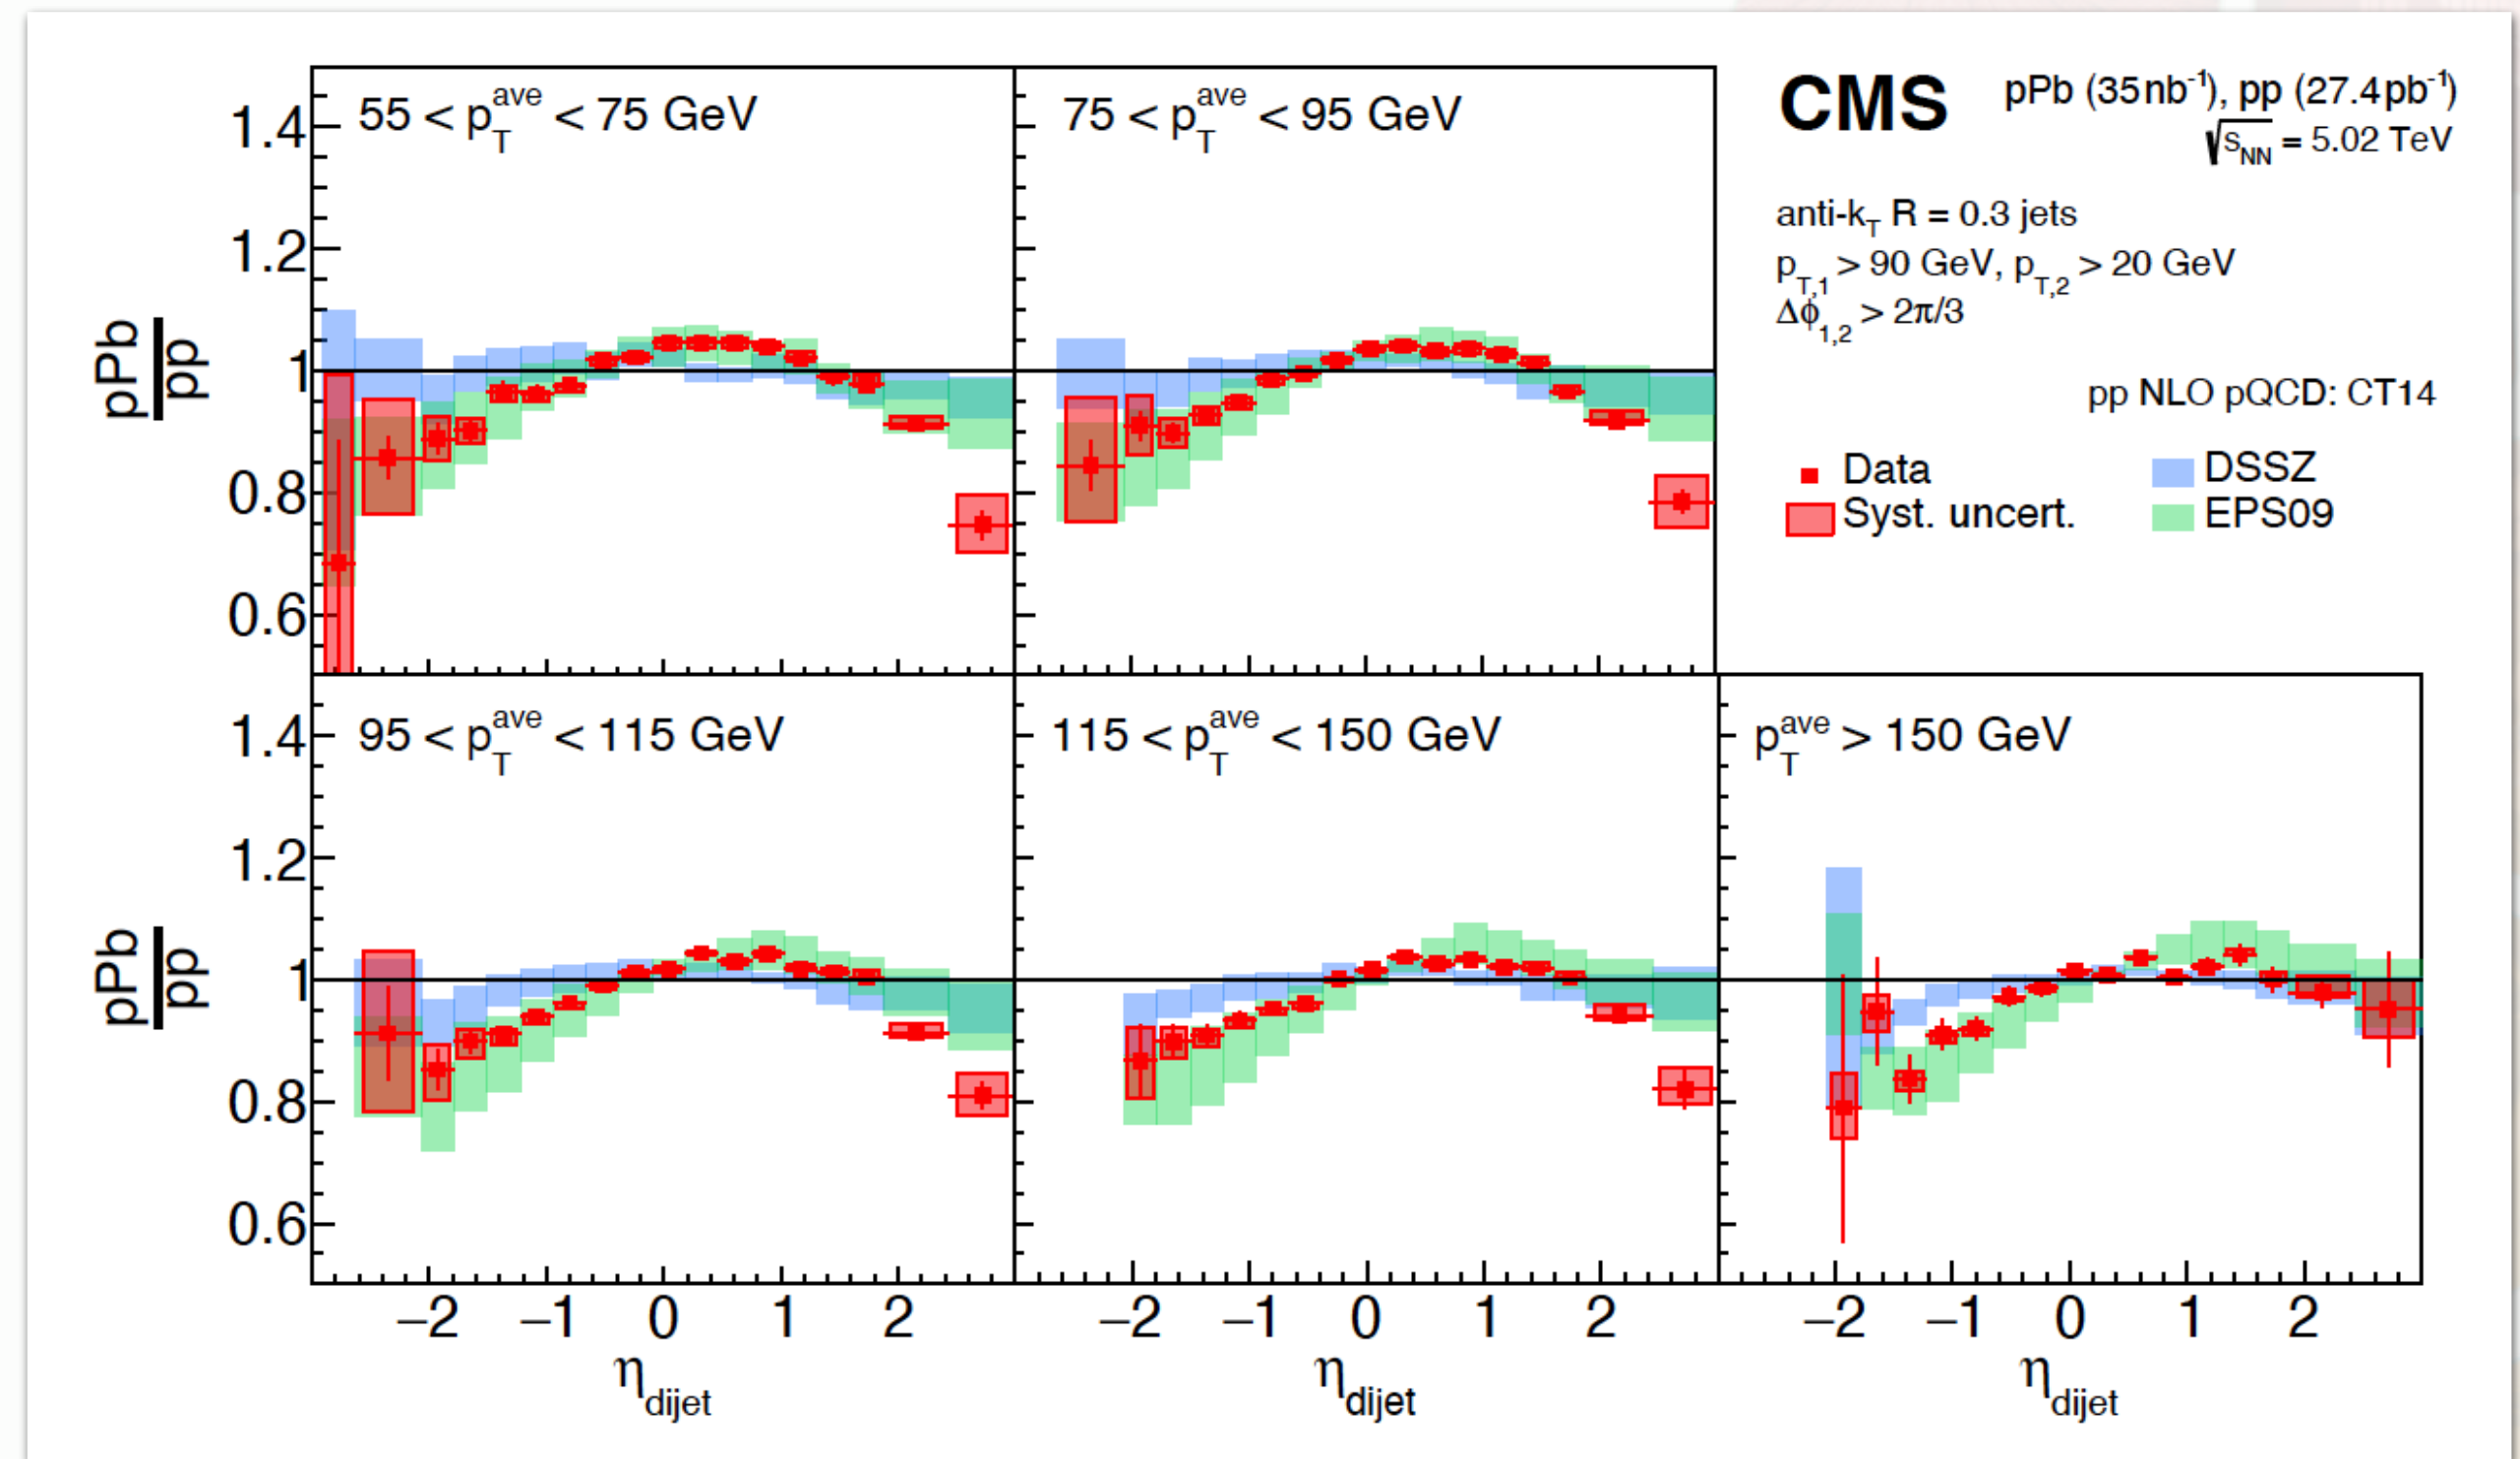 CMS pPb (35 nb⁻¹), pp (27.4 pb⁻¹)
√s_NN = 5.02 TeV
anti-k_T R = 0.3 jets
p_T,1 > 90 GeV, p_T,2 > 20 GeV
Δϕ_1,2 > 2π/3
pp NLO pQCD: CT14
Data
DSSZ
Syst. uncert.
EPS09
55 < p_T^ave < 75 GeV
75 < p_T^ave < 95 GeV
pPb
pp
1.4
1.2
1
0.8
0.6
95 < p_T^ave < 115 GeV
115 < p_T^ave < 150 GeV
p_T^ave > 150 GeV
pPb
pp
1.4
1.2
1
0.8
0.6
−2 −1 0 1 2
−2 −1 0 1 2
−2 −1 0 1 2
η_dijet
η_dijet
η_dijet